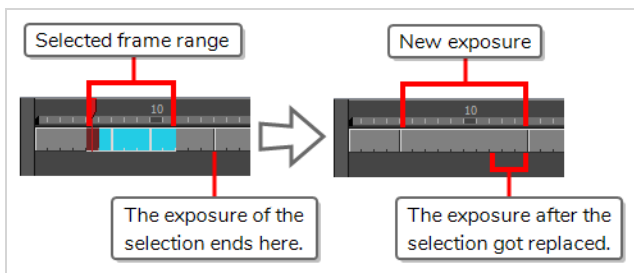 Selected frame range
New exposure
10
10
The exposure of the
selection ends here.
The exposure after the
selection got replaced.